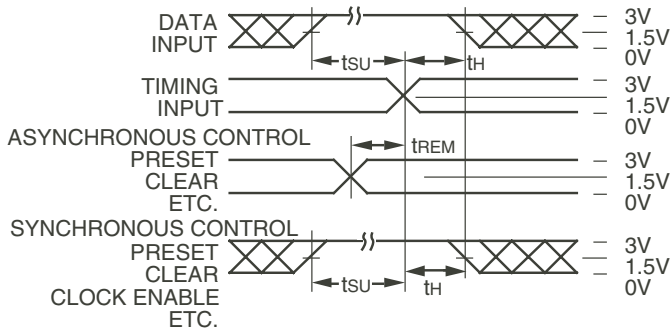 DATA
INPUT
3V
1.5V
0V
tSU
tH
TIMING
INPUT
3V
1.5V
0V
ASYNCHRONOUS CONTROL
tREM
PRESET
CLEAR
ETC.
3V
1.5V
0V
SYNCHRONOUS CONTROL
PRESET
CLEAR
CLOCK ENABLE
ETC.
3V
1.5V
0V
tSU
tH